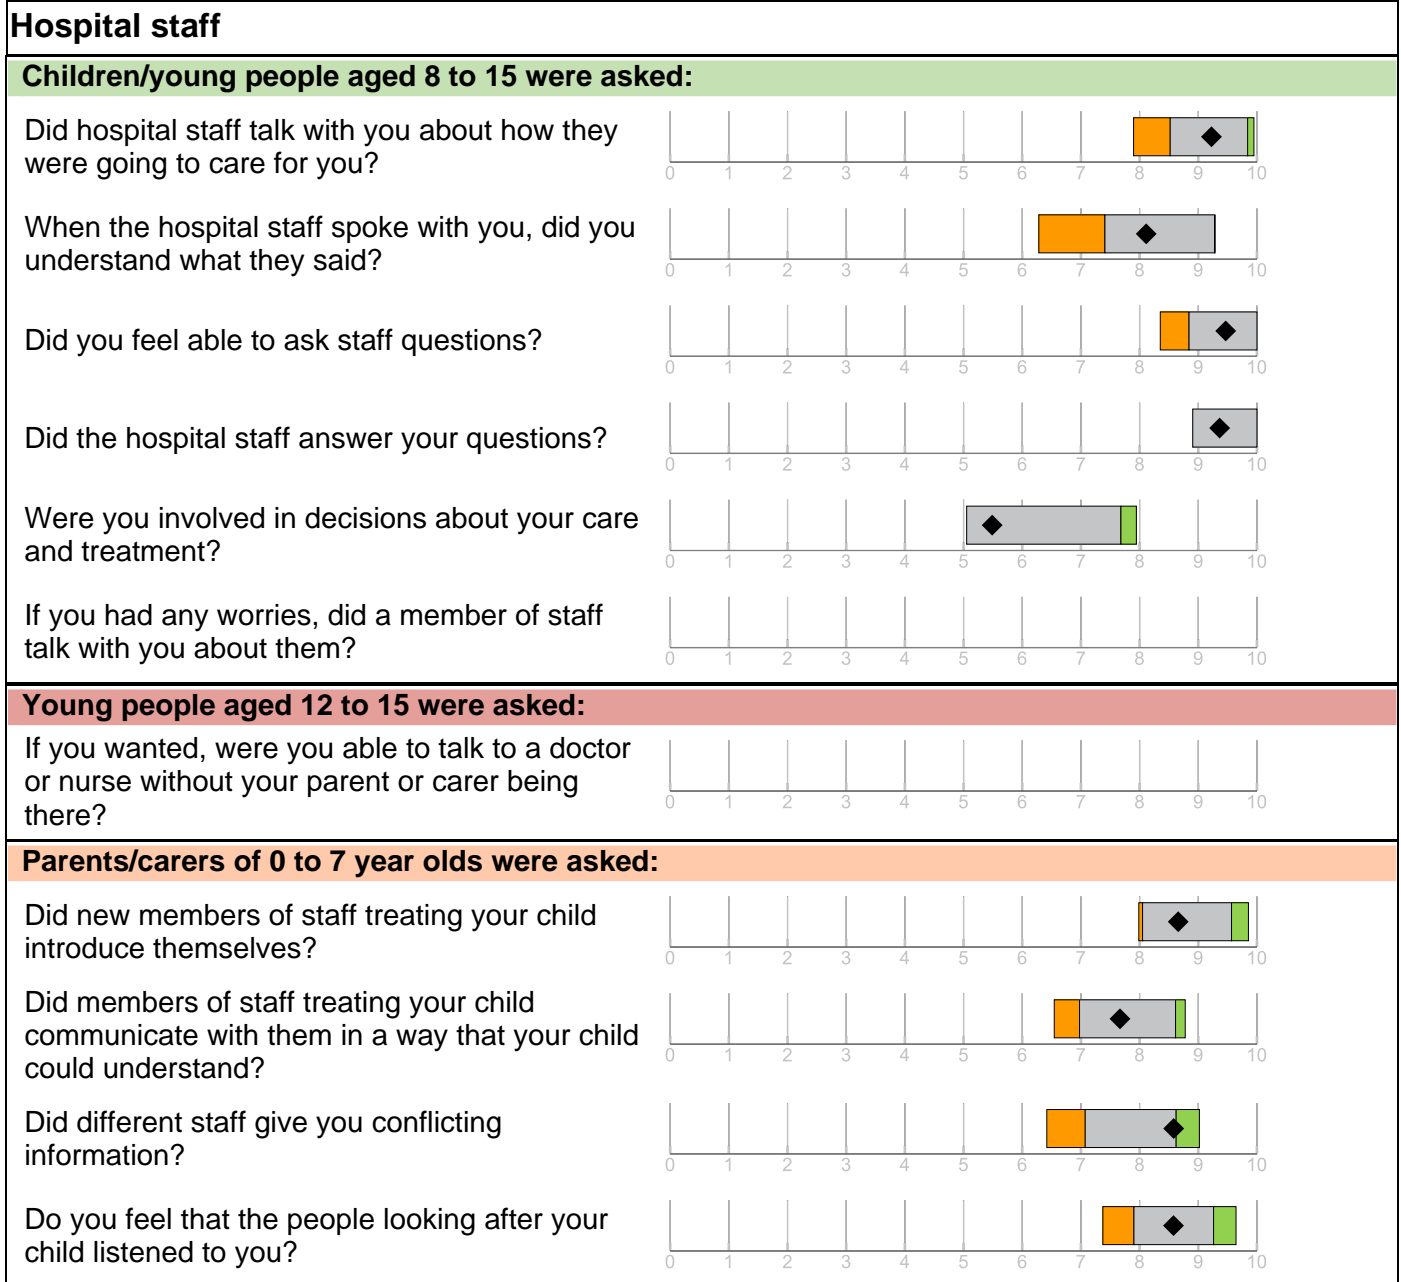 Hospital staff
Children/young people aged 8 to 15 were asked:
Did hospital staff talk with you about how they
were going to care for you?
0 1 2 3 4 5 6 7 8 9 10
When the hospital staff spoke with you, did you
understand what they said?
0 1 2 3 4 5 6 7 8 9 10
Did you feel able to ask staff questions?
0 1 2 3 4 5 6 7 8 9 10
Did the hospital staff answer your questions?
0 1 2 3 4 5 6 7 8 9 10
Were you involved in decisions about your care
and treatment?
0 1 2 3 4 5 6 7 8 9 10
If you had any worries, did a member of staff
talk with you about them?
0 1 2 3 4 5 6 7 8 9 10
Young people aged 12 to 15 were asked:
If you wanted, were you able to talk to a doctor
or nurse without your parent or carer being
there?
0 1 2 3 4 5 6 7 8 9 10
Parents/carers of 0 to 7 year olds were asked:
Did new members of staff treating your child
introduce themselves?
0 1 2 3 4 5 6 7 8 9 10
Did members of staff treating your child
communicate with them in a way that your child
could understand?
0 1 2 3 4 5 6 7 8 9 10
Did different staff give you conflicting
information?
0 1 2 3 4 5 6 7 8 9 10
Do you feel that the people looking after your
child listened to you?
0 1 2 3 4 5 6 7 8 9 10